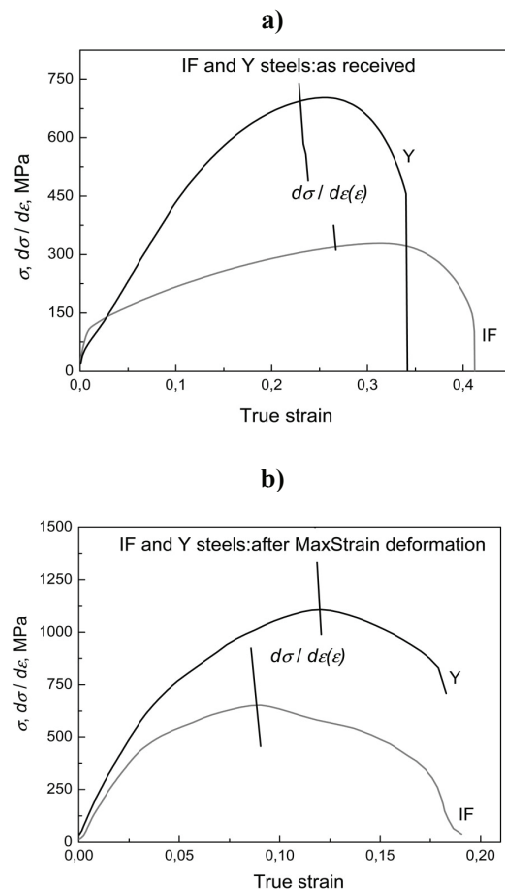 a)
IF and Y steels:as received
750
600
450
300
150
0
σ, dσ / dε, MPa
Y
dσ / dε(ε)
IF
0,0 0,1 0,2 0,3 0,4
True strain
b)
1500
1250
1000
750
500
250
0
σ, dσ / dε, MPa
IF and Y steels:after MaxStrain deformation
dσ / dε(ε)
Y
IF
0,00 0,05 0,10 0,15 0,20
True strain